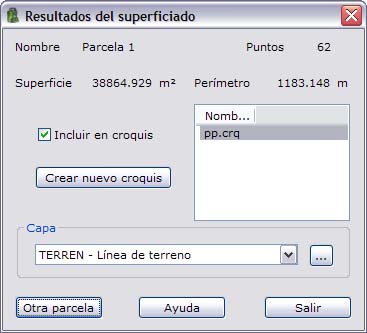 Resultados del superficiado
Nombre Parcela 1 Puntos 62
Superficie 38864.929 m² Perímetro 1183.148 m
Nomb...
Incluir en croquis
pp.crq
Crear nuevo croquis
Capa
TERREN - Línea de terreno
...
Otra parcela Ayuda Salir